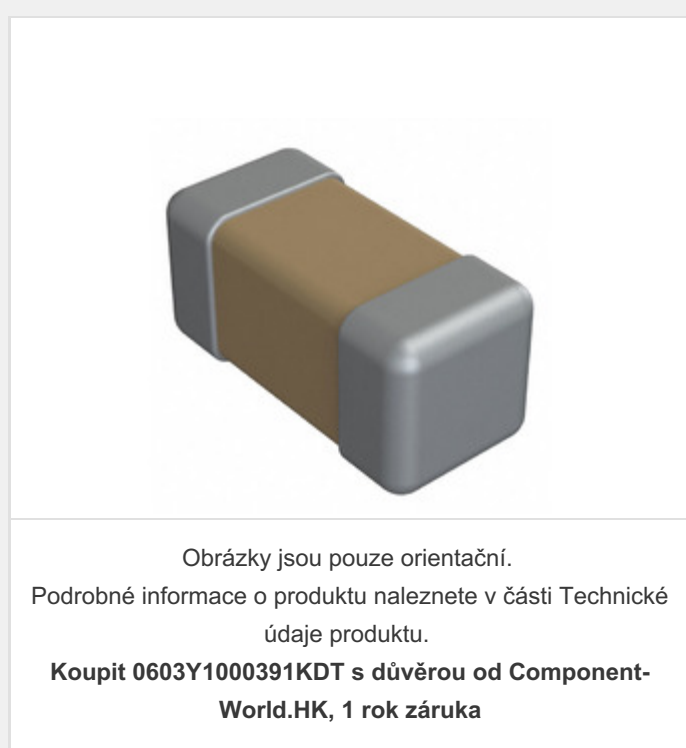 Obrázky jsou pouze orientační.
Podrobné informace o produktu naleznete v části Technické
údaje produktu.
Koupit 0603Y1000391KDT s důvěrou od Component-
World.HK, 1 rok záruka